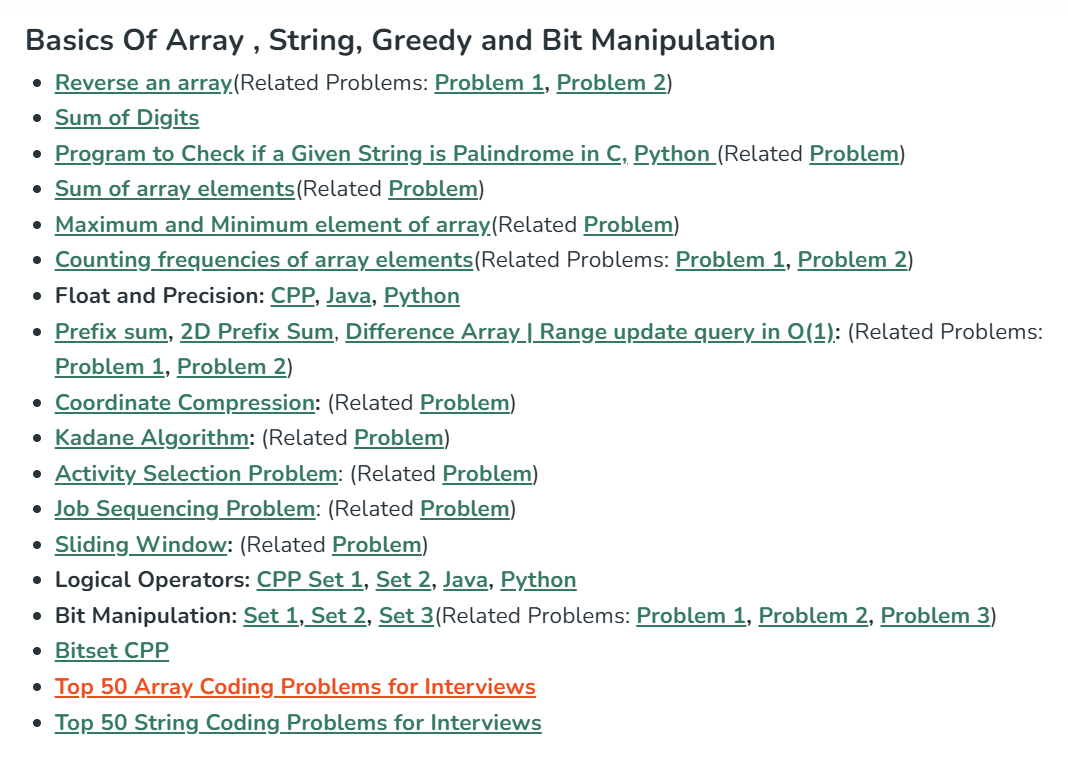 Basics Of Array , String, Greedy and Bit Manipulation
• Reverse an array(Related Problems: Problem 1, Problem 2)
• Sum of Digits
• Program to Check if a Given String is Palindrome in C, Python (Related Problem)
• Sum of array elements(Related Problem)
• Maximum and Minimum element of array(Related Problem)
• Counting frequencies of array elements(Related Problems: Problem 1, Problem 2)
• Float and Precision: CPP, Java, Python
• Prefix sum, 2D Prefix Sum, Difference Array | Range update query in O(1): (Related Problems:
Problem 1, Problem 2)
• Coordinate Compression: (Related Problem)
• Kadane Algorithm: (Related Problem)
• Activity Selection Problem: (Related Problem)
• Job Sequencing Problem: (Related Problem)
• Sliding Window: (Related Problem)
• Logical Operators: CPP Set 1, Set 2, Java, Python
• Bit Manipulation: Set 1, Set 2, Set 3(Related Problems: Problem 1, Problem 2, Problem 3)
• Bitset CPP
• Top 50 Array Coding Problems for Interviews
• Top 50 String Coding Problems for Interviews